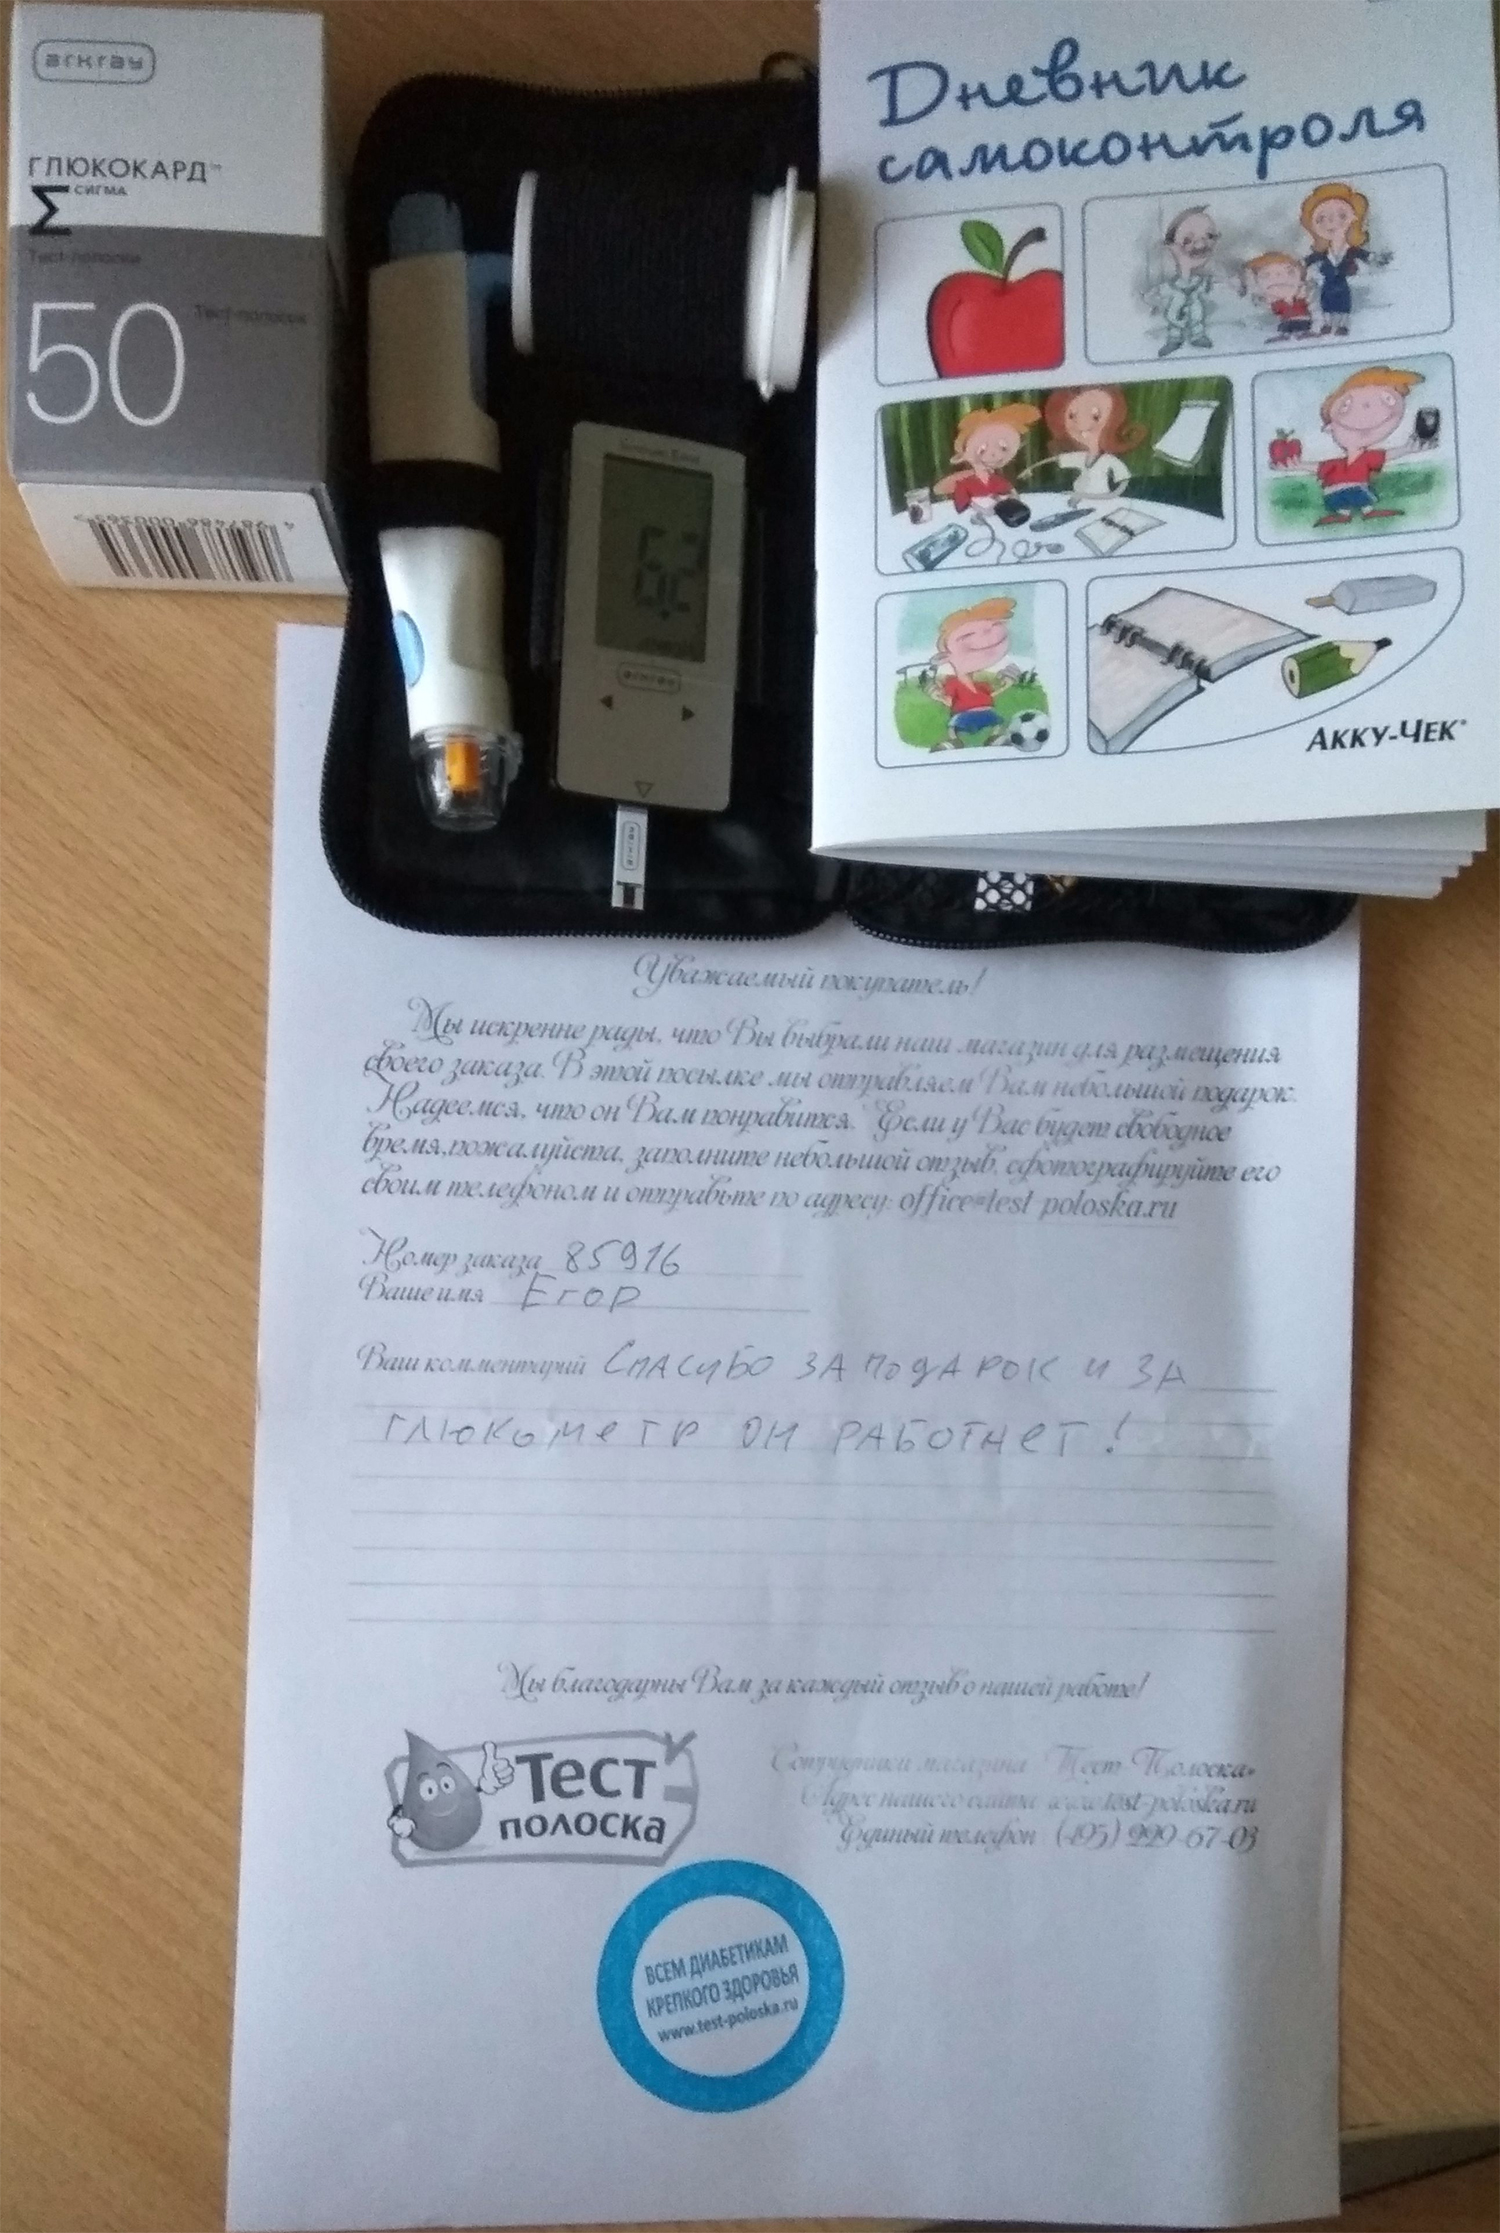 arkray
ГЛЮКОКАРД™
Σ СИГМА
Тест-полоски
50 Тест-полосок
Дневник
самоконтроля
АККУ-ЧЕК®
arkray
Уважаемый покупатель!
Мы искренне рады, что Вы выбрали наш магазин для размещения
своего заказа. В этой посылке мы отправляем Вам небольшой подарок.
Надеемся, что он Вам понравится. Если у Вас будет свободное
время,пожалуйста, заполните небольшой отзыв, сфотографируйте его
своим телефоном и отправьте по адресу: office@test-poloska.ru
Номер заказа 85916
Ваше имя Егор
Ваш комментарий Спасибо за подарок и за
глюкометр он работает!
Мы благодарны Вам за каждый отзыв о нашей работе!
Тест
полоска
Сотрудники магазина "Тест-Полоска»
Адрес нашего сайта www.test-poloska.ru
Единый телефон (495) 229-67-03
ВСЕМ ДИАБЕТИКАМ
КРЕПКОГО ЗДОРОВЬЯ
www.test-poloska.ru